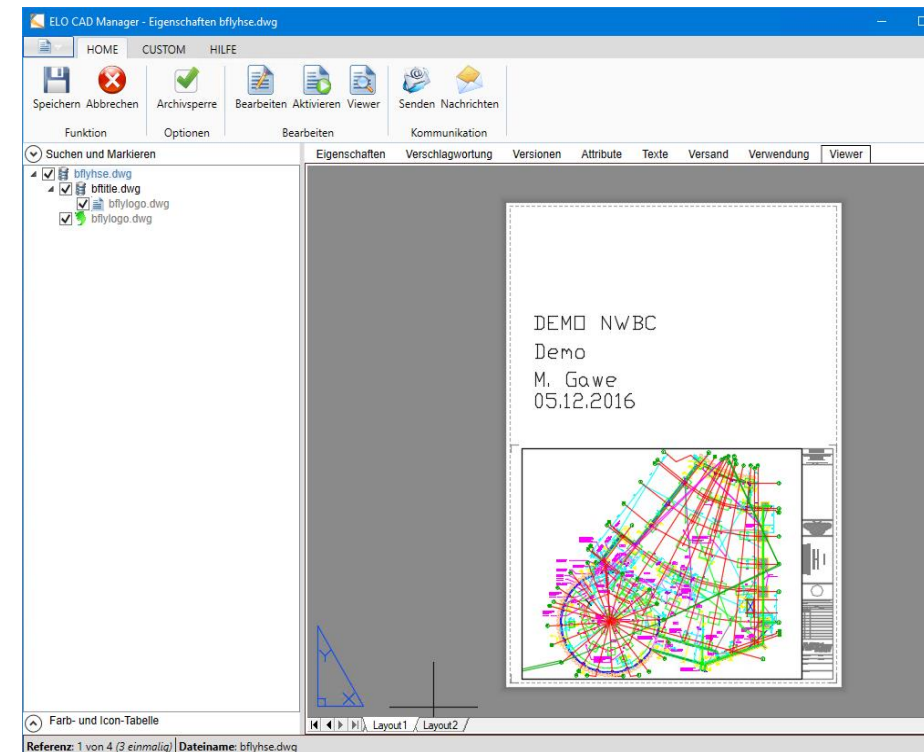 ELO CAD Manager - Eigenschaften bflyhse.dwg
HOME CUSTOM HILFE
Speichern Abbrechen Archivsperre Bearbeiten Aktivieren Viewer Senden Nachrichten
Funktion Optionen Bearbeiten Kommunikation
Suchen und Markieren
Eigenschaften Verschlagwortung Versionen Attribute Texte Versand Verwendung Viewer
bflyhse.dwg
bftitle.dwg
bflylogo.dwg
bflylogo.dwg
DEMO NWBC
Demo
M. Gawe
05.12.2016
Y
X
Farb- und Icon-Tabelle
Layout1 Layout2
Referenz: 1 von 4 (3 einmalig) Dateiname: bflyhse.dwg